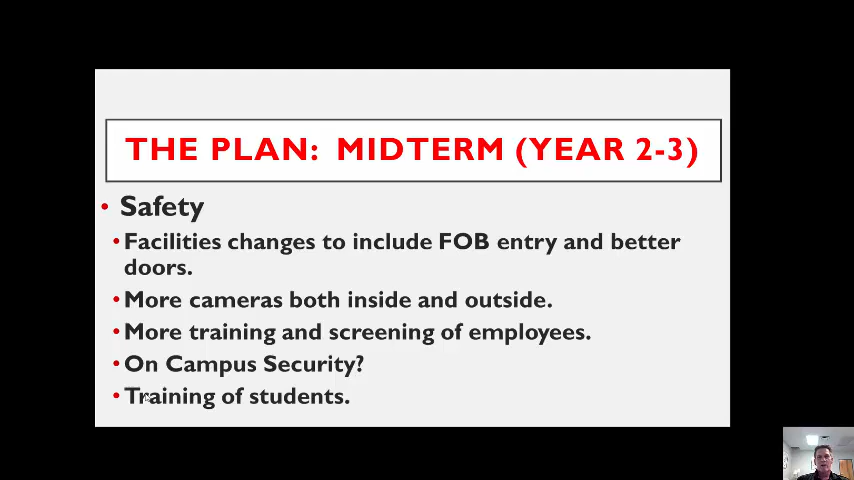 THE PLAN: MIDTERM (YEAR 2-3)
• Safety
• Facilities changes to include FOB entry and better
doors.
• More cameras both inside and outside.
• More training and screening of employees.
• On Campus Security?
• Training of students.